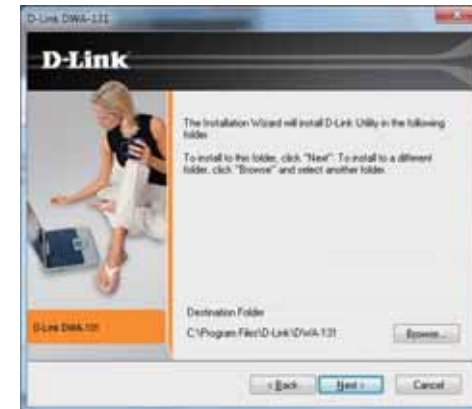 D-Link DWA-131
D-Link
The Installation Wizard will install D-Link Utility in the following
folder.
To install to this folder, click "Next". To install to a different
folder, click "Browse" and select another folder.
Destination Folder
C:\Program Files\D-Link\DWA-131
Browse...
D-Link DWA-131
< Back
Next >
Cancel